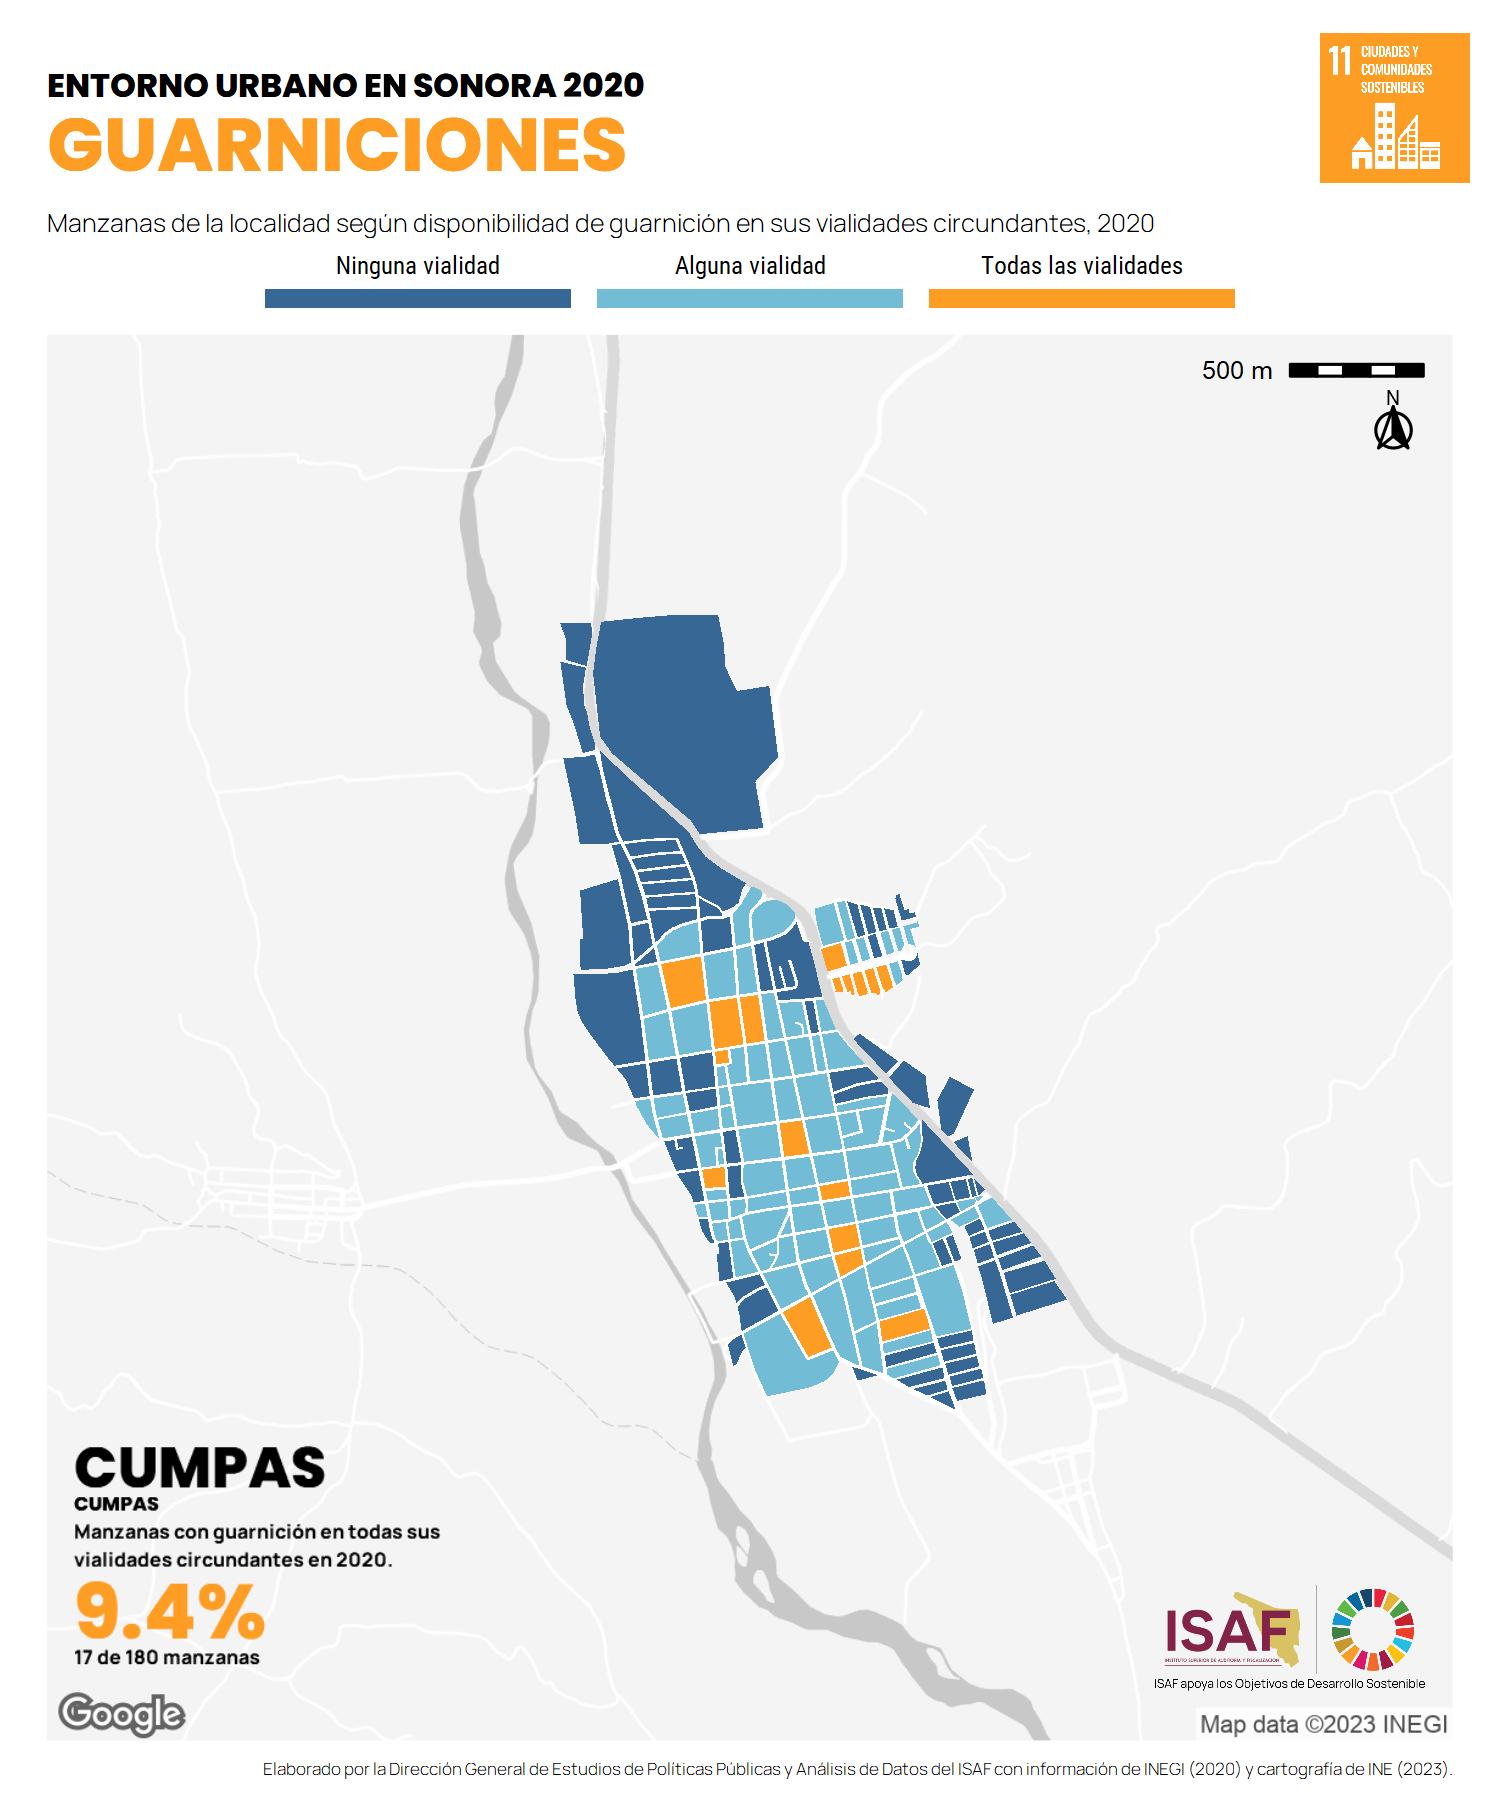 ENTORNO URBANO EN SONORA 2020
GUARNICIONES
11 CIUDADES Y
COMUNIDADES
SOSTENIBLES
Manzanas de la localidad según disponibilidad de guarnición en sus vialidades circundantes, 2020
Ninguna vialidad
Alguna vialidad
Todas las vialidades
500 m
N
CUMPAS
CUMPAS
Manzanas con guarnición en todas sus
vialidades circundantes en 2020.
9.4%
17 de 180 manzanas
Google
ISAF
INSTITUTO SUPERIOR DE AUDITORÍA Y FISCALIZACIÓN
ISAF apoya los Objetivos de Desarrollo Sostenible
Map data ©2023 INEGI
Elaborado por la Dirección General de Estudios de Políticas Públicas y Análisis de Datos del ISAF con información de INEGI (2020) y cartografía de INE (2023).